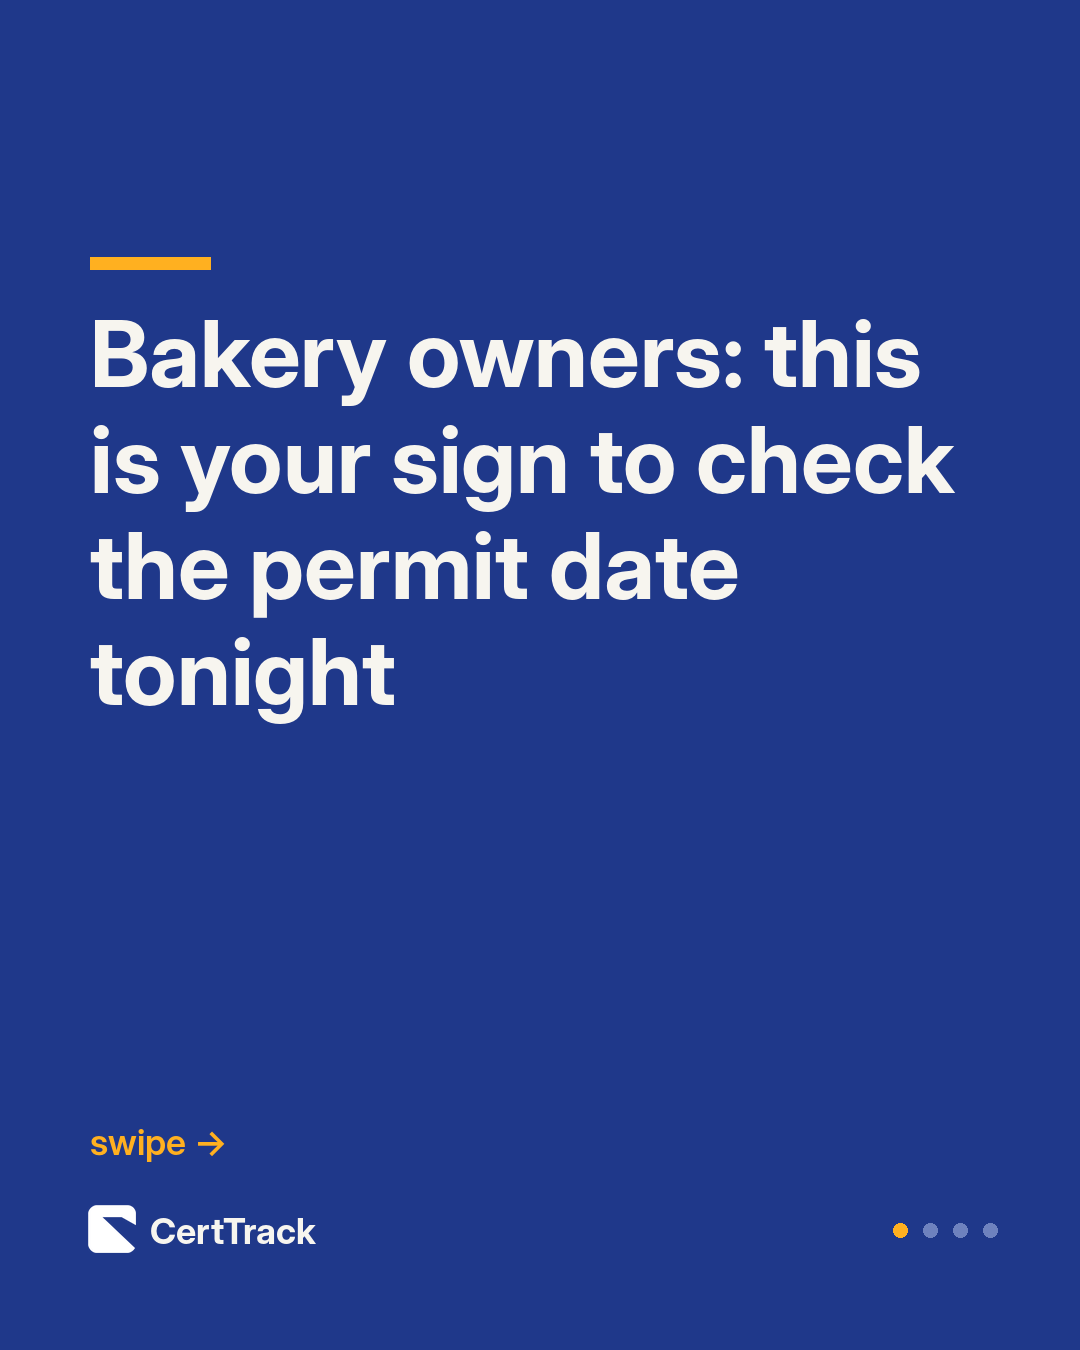 Bakery owners: this
is your sign to check
the permit date
tonight
swipe →
CertTrack